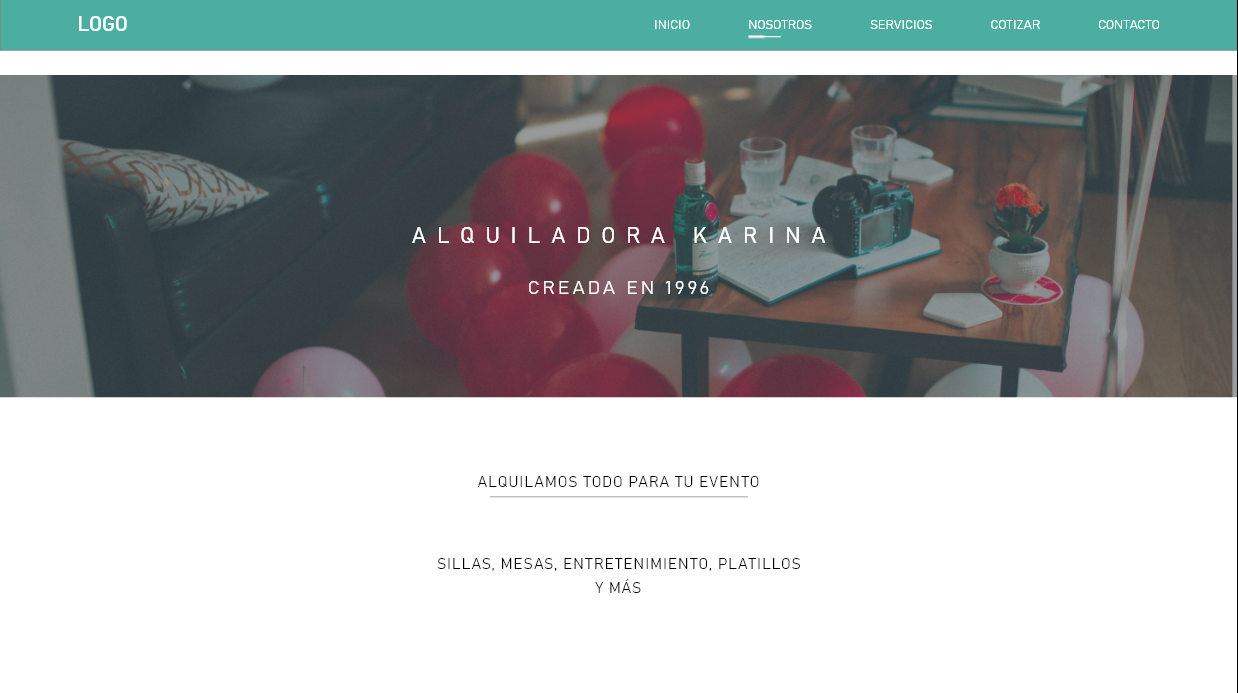 LOGO
INICIO NOSOTROS SERVICIOS COTIZAR CONTACTO
ALQUILADORA KARINA
CREADA EN 1996
ALQUILAMOS TODO PARA TU EVENTO
SILLAS, MESAS, ENTRETENIMIENTO, PLATILLOS
Y MÁS